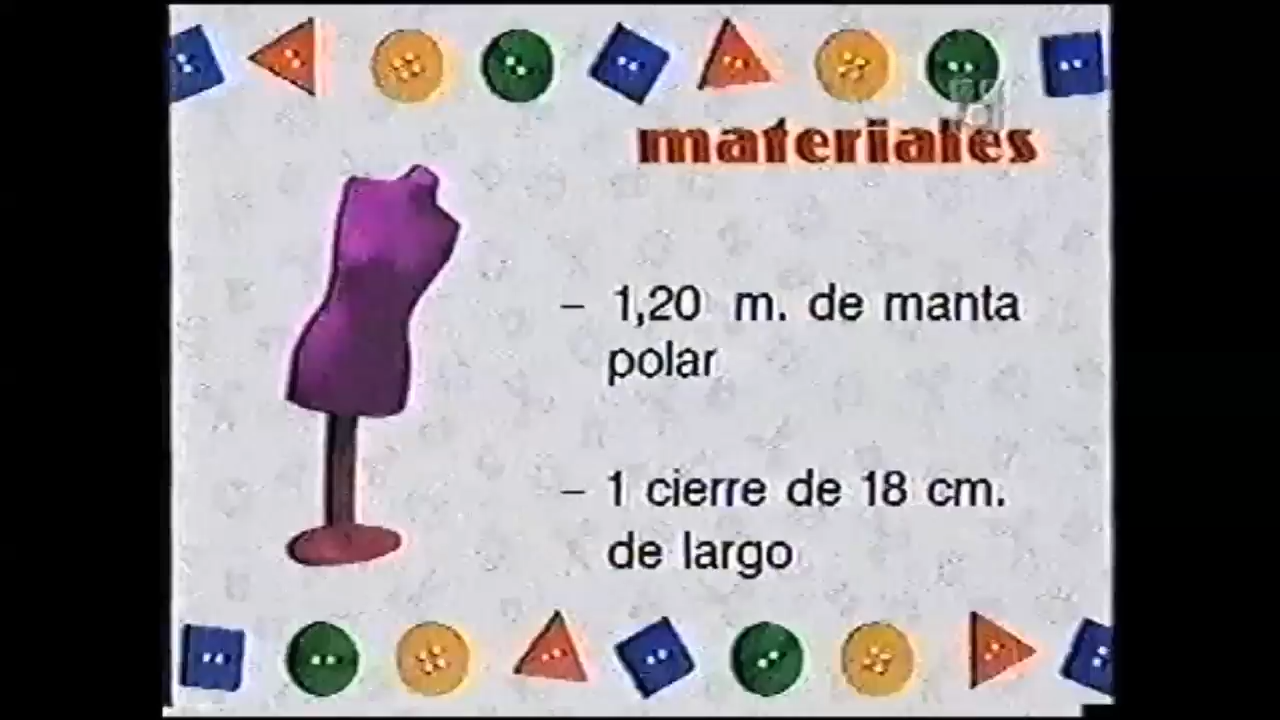 materiales
– 1,20 m. de manta
polar
– 1 cierre de 18 cm.
de largo